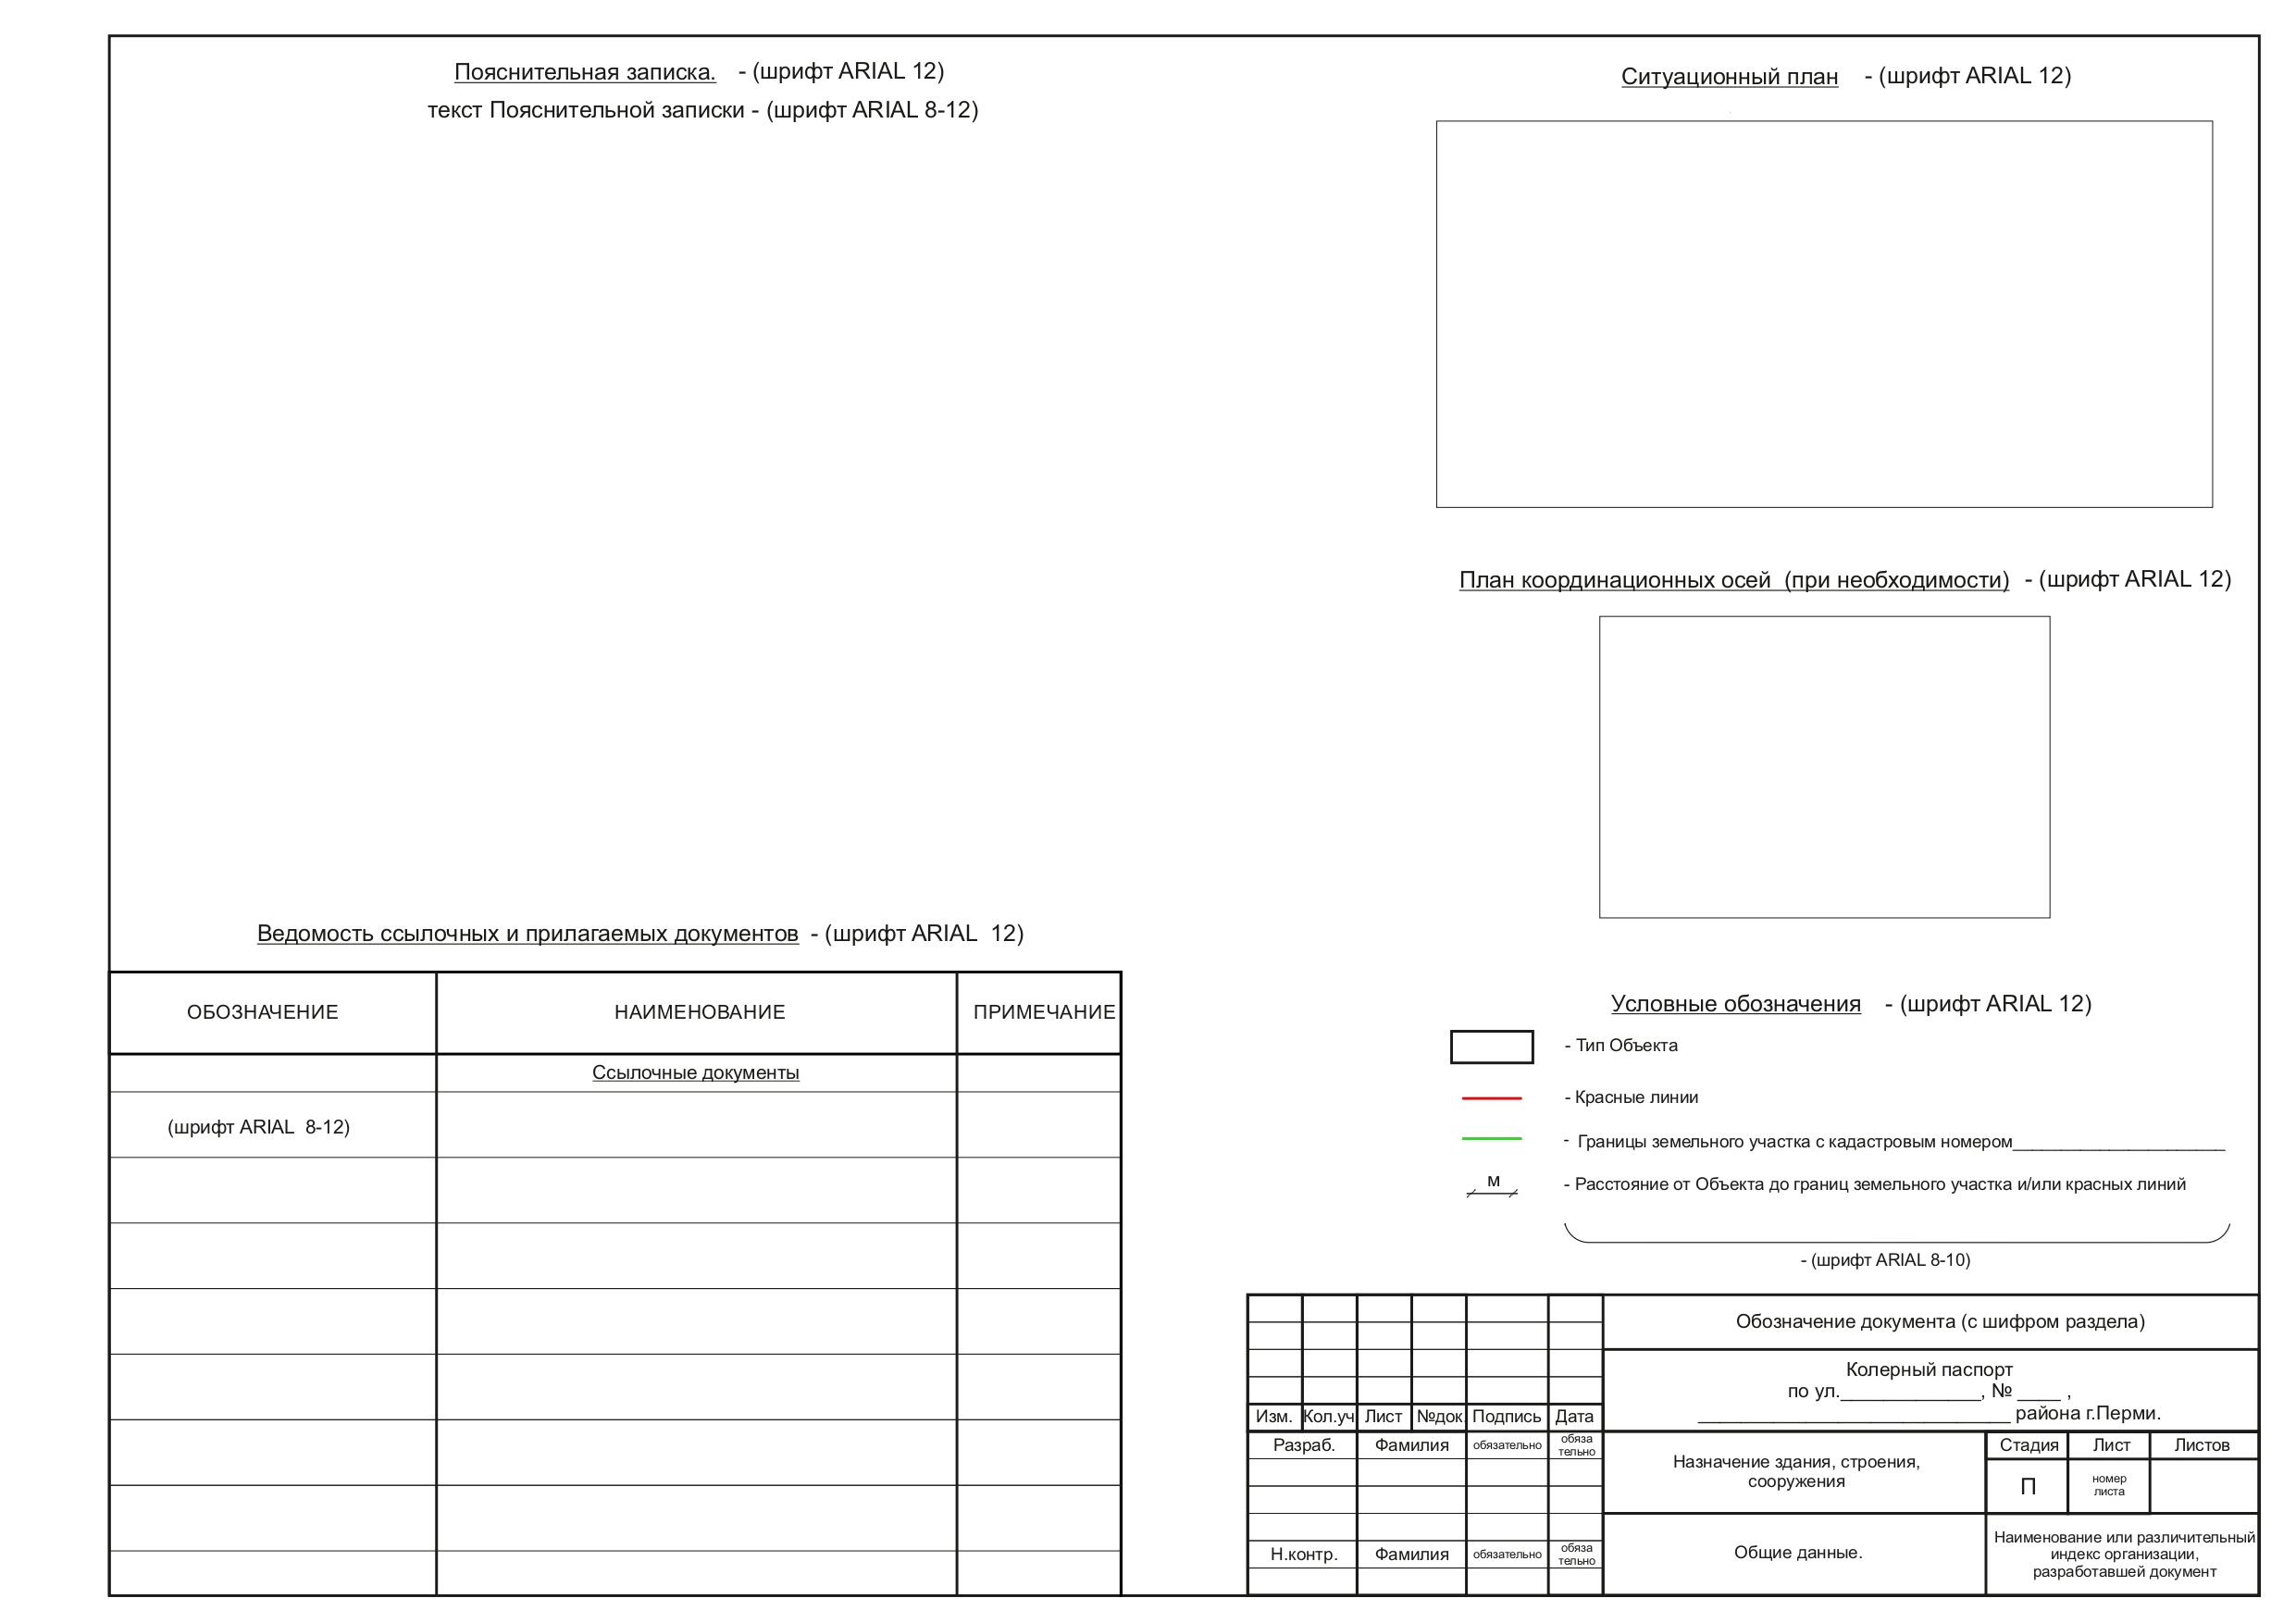 Пояснительная записка. - (шрифт ARIAL 12)
текст Пояснительной записки - (шрифт ARIAL 8-12)
Ситуационный план - (шрифт ARIAL 12)
План координационных осей (при необходимости) - (шрифт ARIAL 12)
Ведомость ссылочных и прилагаемых документов - (шрифт ARIAL 12)
ОБОЗНАЧЕНИЕ НАИМЕНОВАНИЕ ПРИМЕЧАНИЕ
Ссылочные документы
(шрифт ARIAL 8-12)
Условные обозначения - (шрифт ARIAL 12)
- Тип Объекта
- Красные линии
- Границы земельного участка с кадастровым номером______________________
м - Расстояние от Объекта до границ земельного участка и/или красных линий
- (шрифт ARIAL 8-10)
Обозначение документа (с шифром раздела)
Колерный паспорт
по ул._____________, № ____ ,
_____________________________ района г.Перми.
Изм. Кол.уч Лист №док. Подпись Дата
Разраб. Фамилия обязательно обяза
тельно
Назначение здания, строения,
сооружения
Стадия Лист Листов
П номер
листа
Н.контр. Фамилия обязательно обяза
тельно
Общие данные.
Наименование или различительный
индекс организации,
разработавшей документ